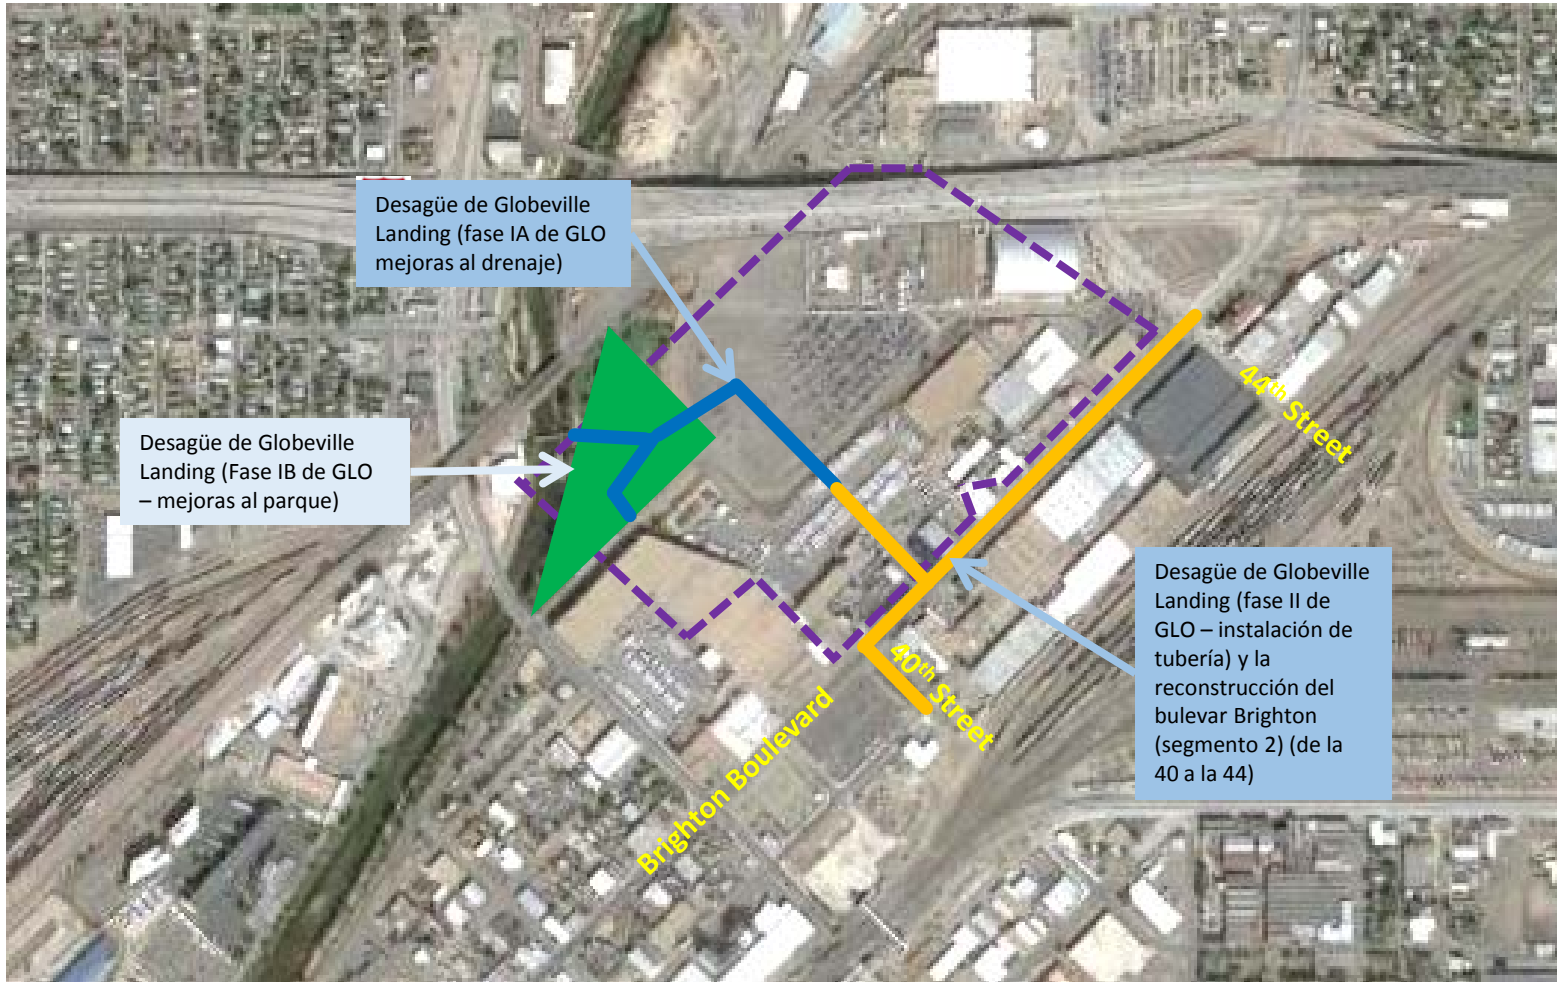 Desagüe de Globeville
Landing (fase IA de GLO
mejoras al drenaje)
Desagüe de Globeville
Landing (Fase IB de GLO
– mejoras al parque)
44th Street
40th Street
Brighton Boulevard
Desagüe de Globeville
Landing (fase II de
GLO – instalación de
tubería) y la
reconstrucción del
bulevar Brighton
(segmento 2) (de la
40 a la 44)